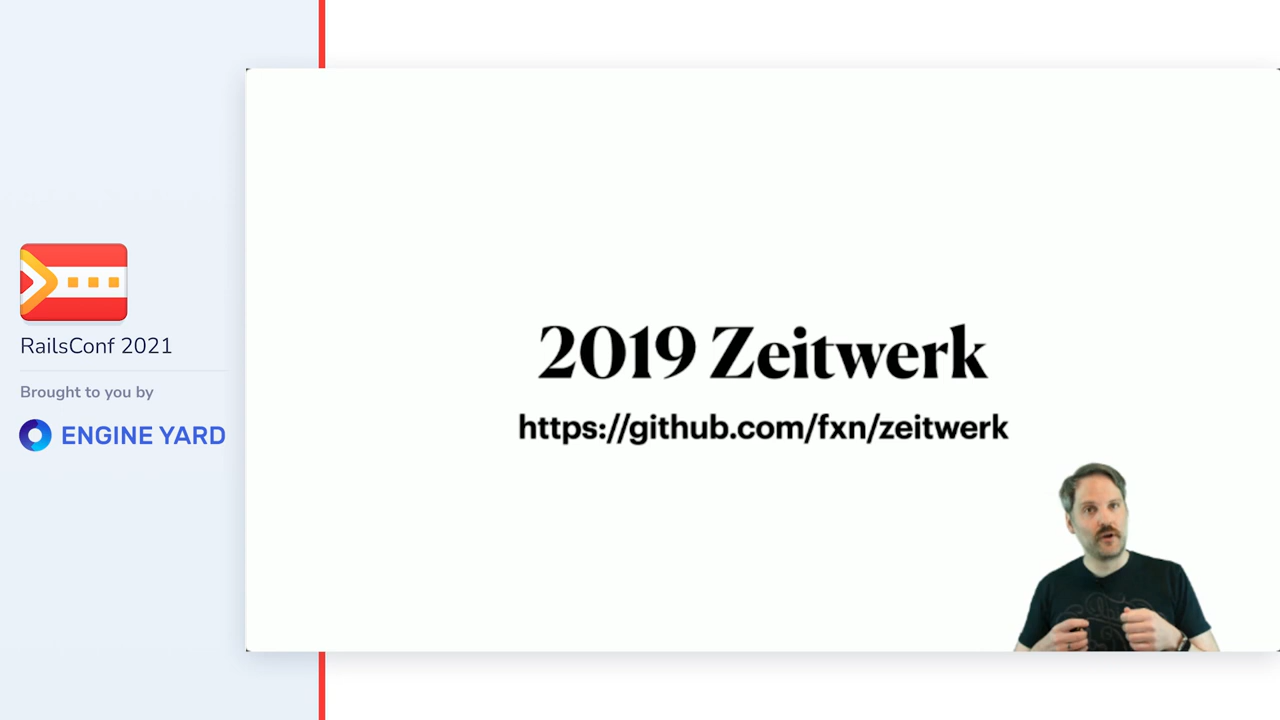 RailsConf 2021
Brought to you by
ENGINE YARD
2019 Zeitwerk
https://github.com/fxn/zeitwerk